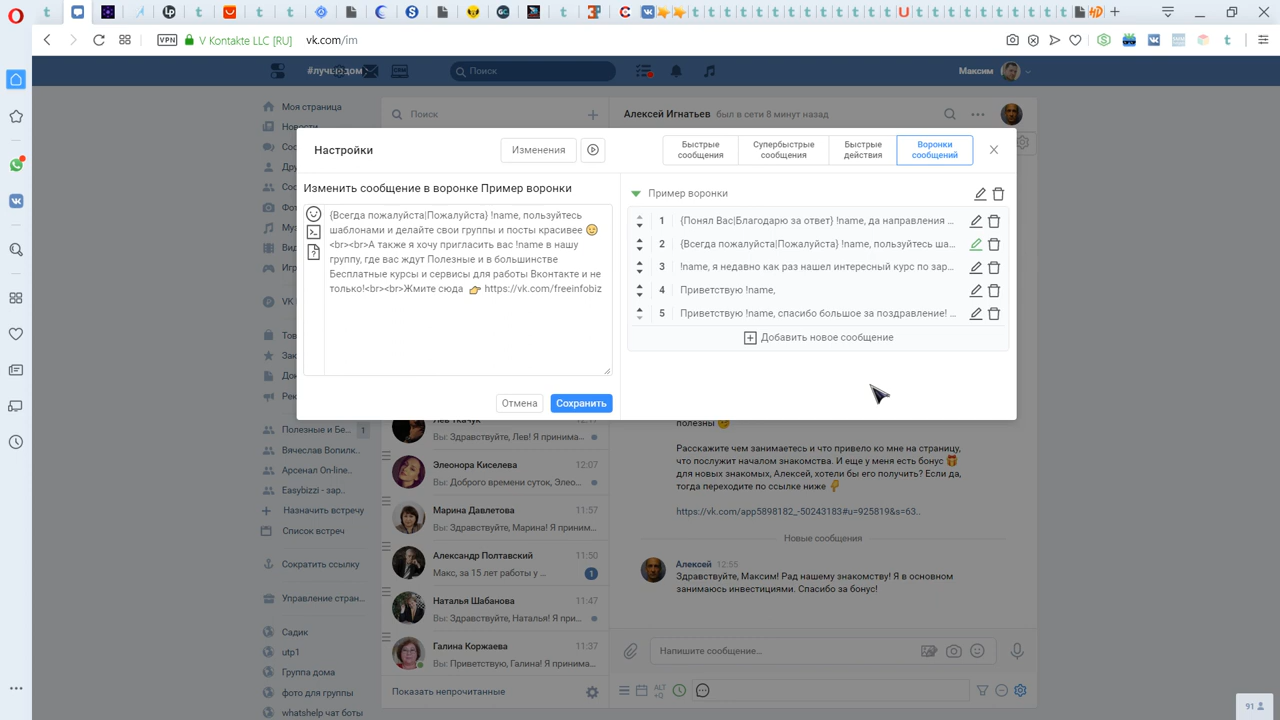 VPN
V Kontakte LLC [RU]
vk.com/im
#лучшедом
CRM
Поиск
Максим
Моя страница
Новости
Поиск
Алексей Игнатьев
был в сети 8 минут назад
Настройки
Изменения
Быстрые сообщения
Супербыстрые сообщения
Быстрые действия
Воронки сообщений
Изменить сообщение в воронке Пример воронки
{Всегда пожалуйста|Пожалуйста} !name, пользуйтесь
шаблонами и делайте свои группы и посты красивее 😉
<br><br>А также я хочу пригласить вас !name в нашу
группу, где вас ждут Полезные и в большинстве
Бесплатные курсы и сервисы для работы Вконтакте и не
только!<br><br>Жмите сюда 👉 https://vk.com/freeinfobiz
Отмена
Сохранить
Пример воронки
1 {Понял Вас|Благодарю за ответ} !name, да направления ...
2 {Всегда пожалуйста|Пожалуйста} !name, пользуйтесь ша...
3 !name, я недавно как раз нашел интересный курс по зар...
4 Приветствую !name,
5 Приветствую !name, спасибо большое за поздравление! ...
Добавить новое сообщение
Полезные и Бе.. 1
Вячеслав Вопилк..
Арсенал On-line..
Easybizzi - зар..
Назначить встречу
Список встреч
Сократить ссылку
Управление стран...
Садик
utp1
Группа дома
фото для группы
whatshelp чат боты
Вы: Здравствуйте, Лев! Я принима...
Элеонора Киселева 12:07
Вы: Доброго времени суток, Элео...
Марина Давлетова 11:57
Вы: Здравствуйте, Марина! Я приним...
Александр Полтавский 11:50
Макс, за 15 лет работы у ... 1
Наталья Шабанова 11:47
Вы: Здравствуйте, Наталья! Я при...
Галина Коржаева 11:37
Вы: Приветствую, Галина! Я принима...
Показать непрочитанные
полезны 🤔
Расскажите чем занимаетесь и что привело ко мне на страницу,
что послужит началом знакомства. И еще у меня есть бонус 🎁
для новых знакомых, Алексей, хотели бы его получить? Если да,
тогда переходите по ссылке ниже 👇
https://vk.com/app5898182_-50243183#u=925819&s=63..
Новые сообщения
Алексей 12:55
Здравствуйте, Максим! Рад нашему знакомству! Я в основном
занимаюсь инвестициями. Спасибо за бонус!
Напишите сообщение...
ALT
+Q
91